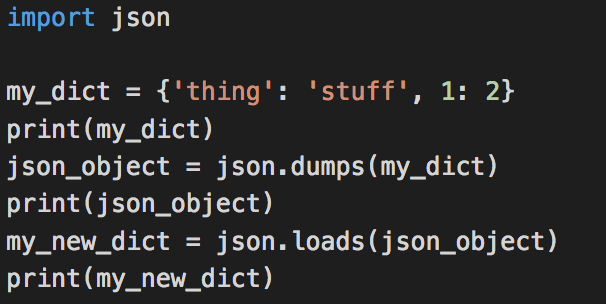 import json
my_dict = {'thing': 'stuff', 1: 2}
print(my_dict)
json_object = json.dumps(my_dict)
print(json_object)
my_new_dict = json.loads(json_object)
print(my_new_dict)